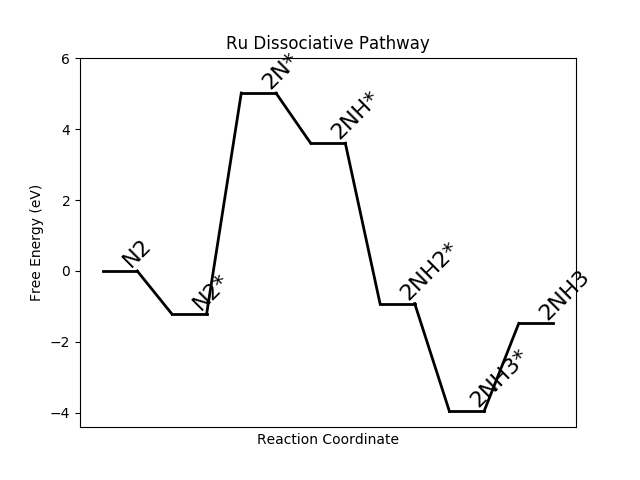 Ru Dissociative Pathway
Free Energy (eV)
6
4
2
0
−2
−4
N2
N2*
2N*
2NH*
2NH2*
2NH3*
2NH3
Reaction Coordinate